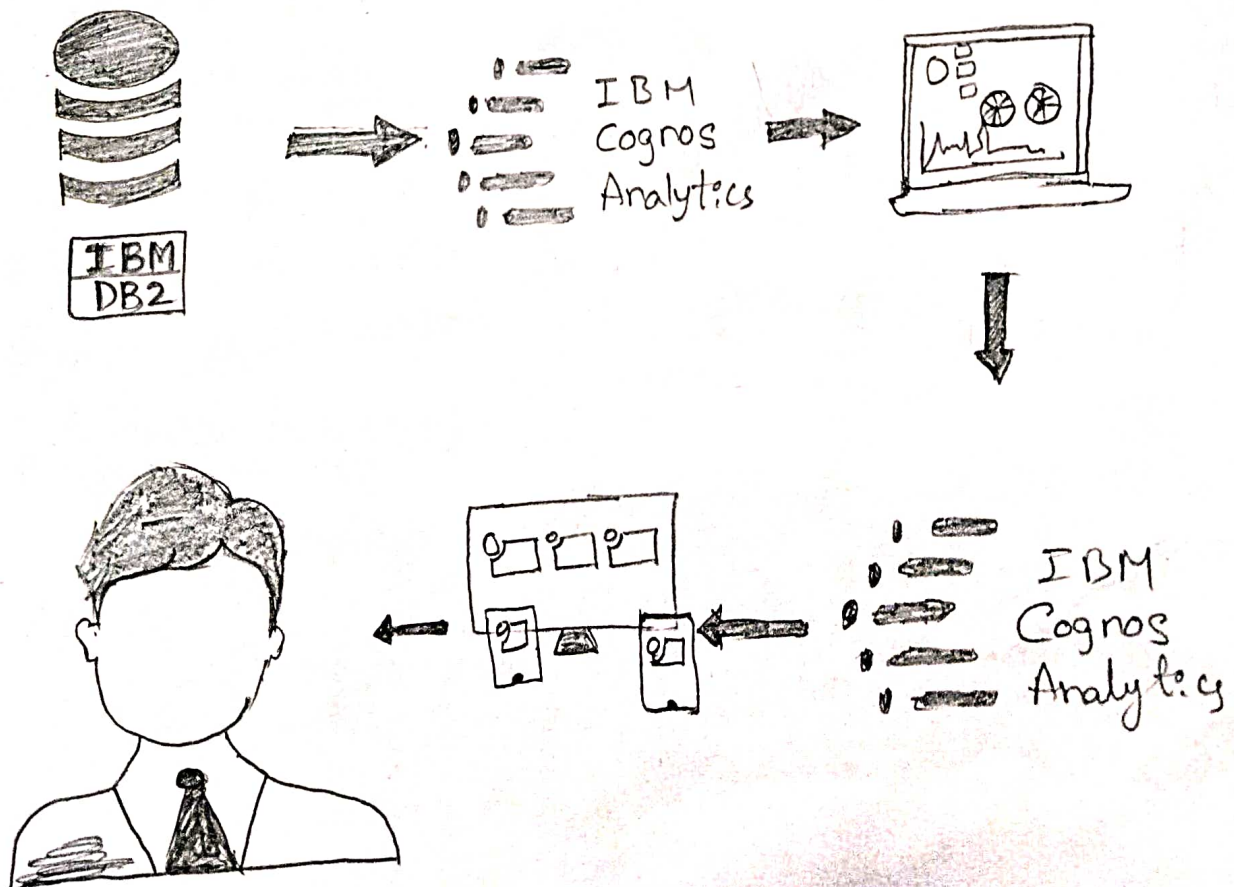 IBM
Cognos
Analytics
IBM
DB2
IBM
Cognos
Analytics